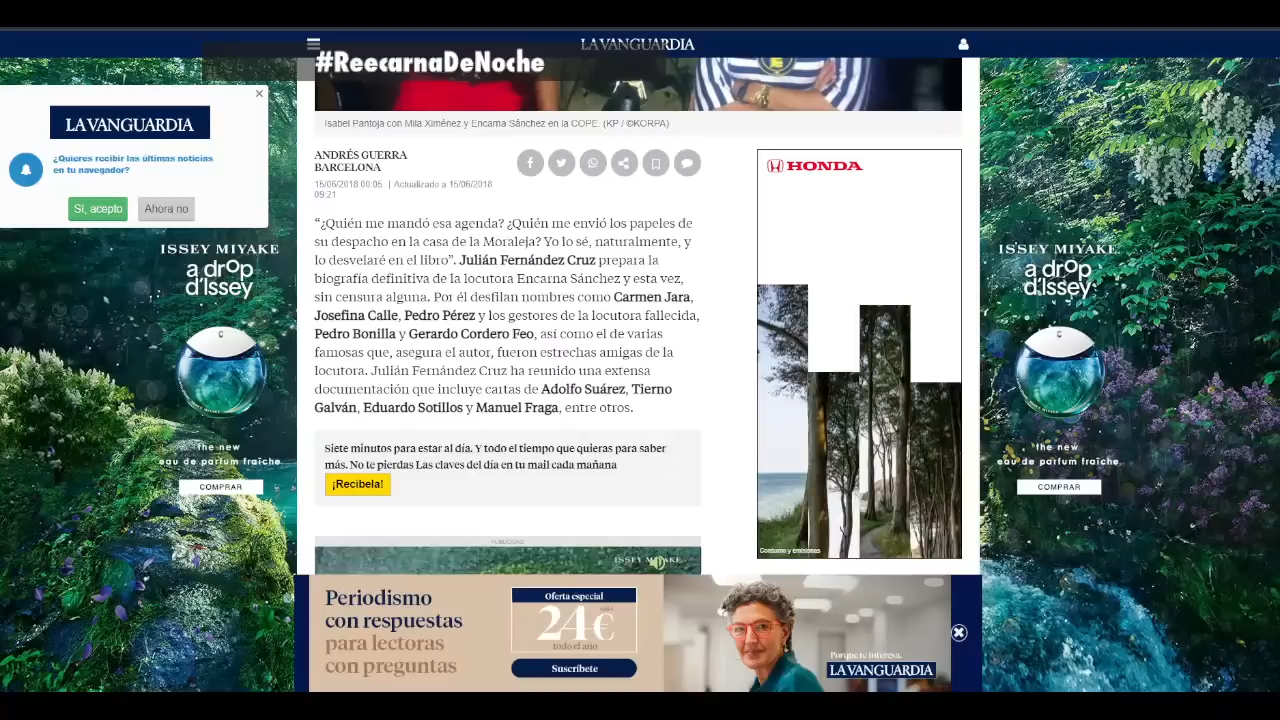 LA VANGUARDIA
#ReecarnaDeNoche
LA VANGUARDIA
¿Quieres recibir las últimas noticias
en tu navegador?
Sí, acepto
Ahora no
Isabel Pantoja con Mila Ximénez y Encarna Sánchez en la COPE. (KP / ©KORPA)
ANDRÉS GUERRA
BARCELONA
15/06/2018 00:05 | Actualizado a 15/06/2018
09:21
“¿Quién me mandó esa agenda? ¿Quién me envió los papeles de
su despacho en la casa de la Moraleja? Yo lo sé, naturalmente, y
lo desvelaré en el libro”. Julián Fernández Cruz prepara la
biografía definitiva de la locutora Encarna Sánchez y esta vez,
sin censura alguna. Por él desfilan nombres como Carmen Jara,
Josefina Calle, Pedro Pérez y los gestores de la locutora fallecida,
Pedro Bonilla y Gerardo Cordero Feo, así como el de varias
famosas que, asegura el autor, fueron estrechas amigas de la
locutora. Julián Fernández Cruz ha reunido una extensa
documentación que incluye cartas de Adolfo Suárez, Tierno
Galván, Eduardo Sotillos y Manuel Fraga, entre otros.
Siete minutos para estar al día. Y todo el tiempo que quieras para saber
más. No te pierdas Las claves del día en tu mail cada mañana
¡Recíbela!
PUBLICIDAD
ISSEY MIYAKE
HONDA
Consumo y emisiones
ISSEY MIYAKE
a drop
d'Issey
the new
eau de parfum fraîche
COMPRAR
ISSEY MIYAKE
a drop
d'Issey
the new
eau de parfum fraîche
COMPRAR
Periodismo
con respuestas
para lectoras
con preguntas
Oferta especial
solo
24€
todo el año
Suscríbete
Porque te interesa.
LA VANGUARDIA